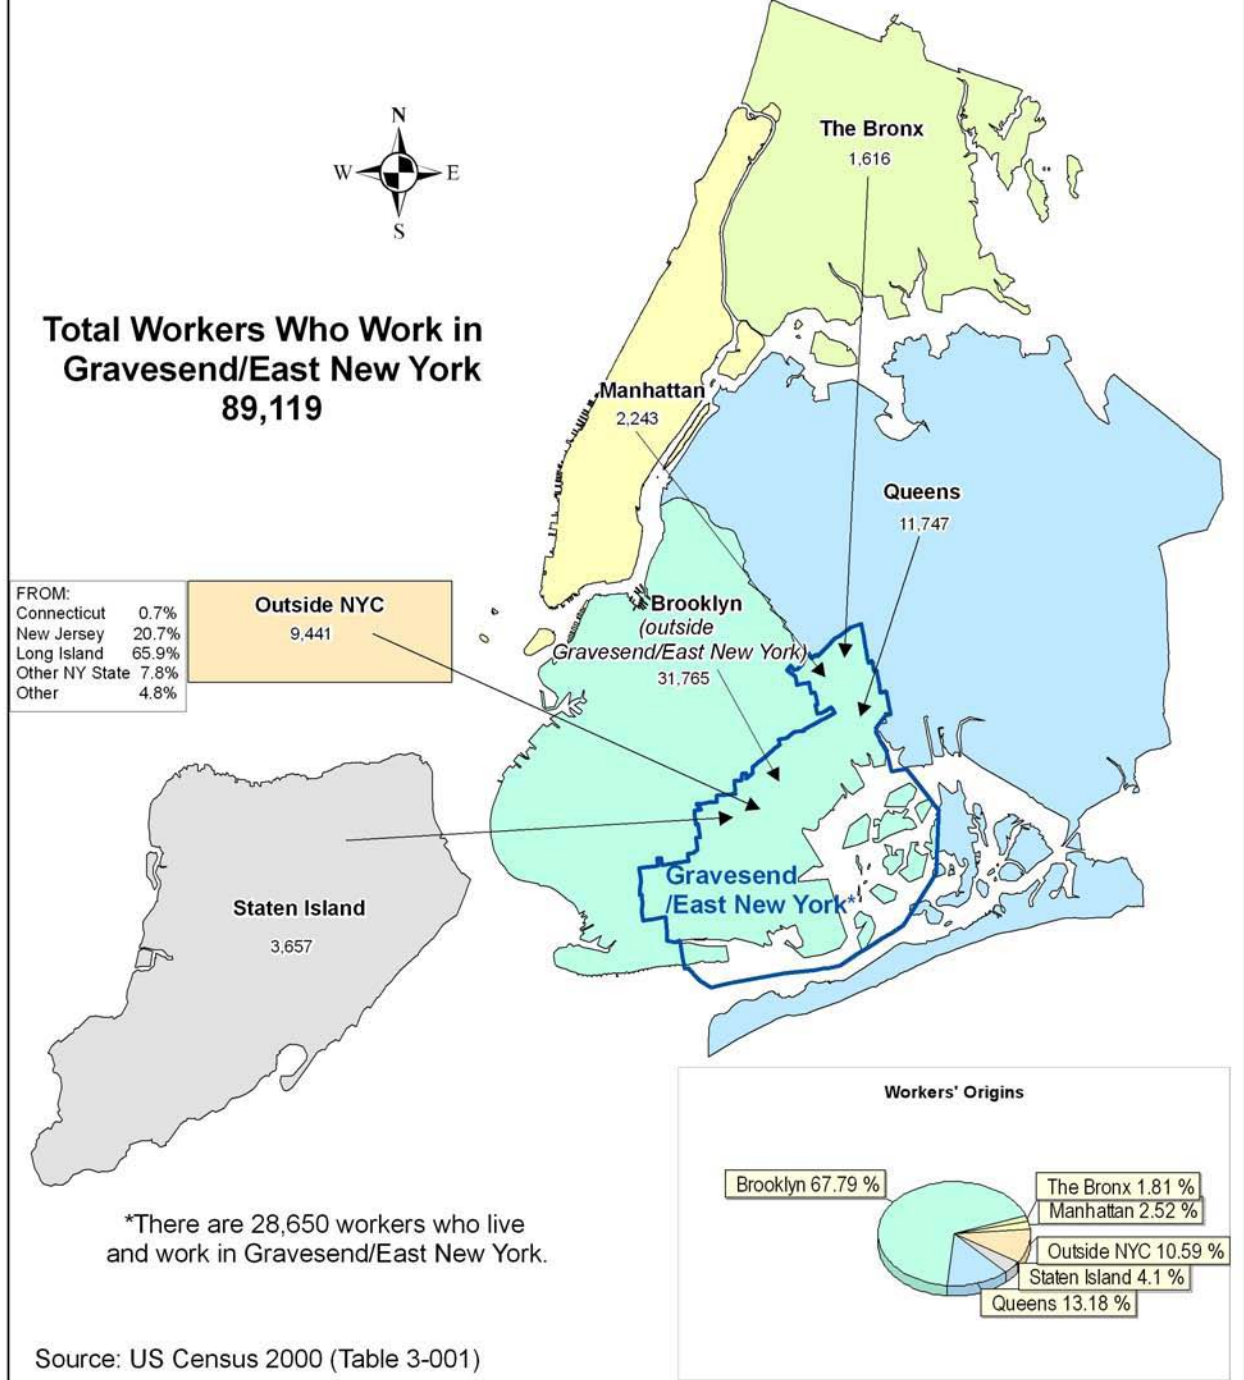 N
W E
S
The Bronx
1,616
Total Workers Who Work in
Gravesend/East New York
89,119
Manhattan
2,243
Queens
11,747
FROM:
Connecticut 0.7%
New Jersey 20.7%
Long Island 65.9%
Other NY State 7.8%
Other 4.8%
Outside NYC
9,441
Brooklyn
(outside
Gravesend/East New York)
31,765
Gravesend
/East New York*
Staten Island
3,657
*There are 28,650 workers who live
and work in Gravesend/East New York.
Source: US Census 2000 (Table 3-001)
Workers' Origins
Brooklyn 67.79 %
The Bronx 1.81 %
Manhattan 2.52 %
Outside NYC 10.59 %
Staten Island 4.1 %
Queens 13.18 %